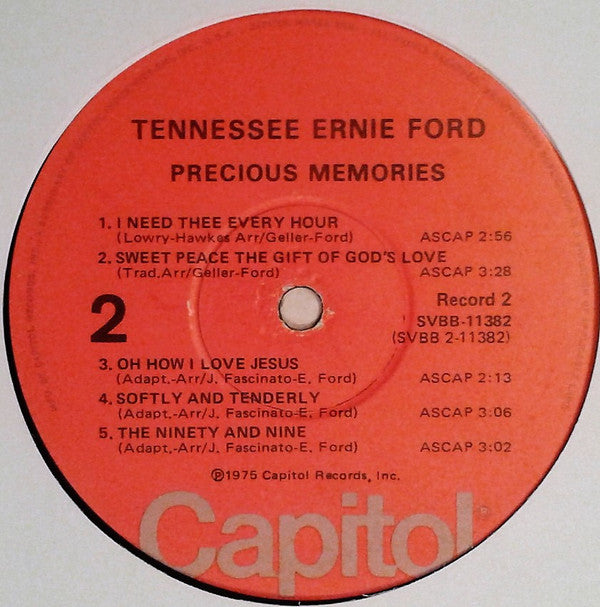 TENNESSEE ERNIE FORD
PRECIOUS MEMORIES
1. I NEED THEE EVERY HOUR
(Lowry-Hawkes Arr/Geller-Ford) ASCAP 2:56
2. SWEET PEACE THE GIFT OF GOD'S LOVE
(Trad.Arr/Geller-Ford) ASCAP 3:28
2
Record 2
SVBB-11382
(SVBB 2-11382)
3. OH HOW I LOVE JESUS
(Adapt.-Arr/J. Fascinato-E. Ford) ASCAP 2:13
4. SOFTLY AND TENDERLY
(Adapt.-Arr/J. Fascinato-E. Ford) ASCAP 3:06
5. THE NINETY AND NINE
(Adapt.-Arr/J. Fascinato-E. Ford) ASCAP 3:02
℗1975 Capitol Records, Inc.
Capitol®